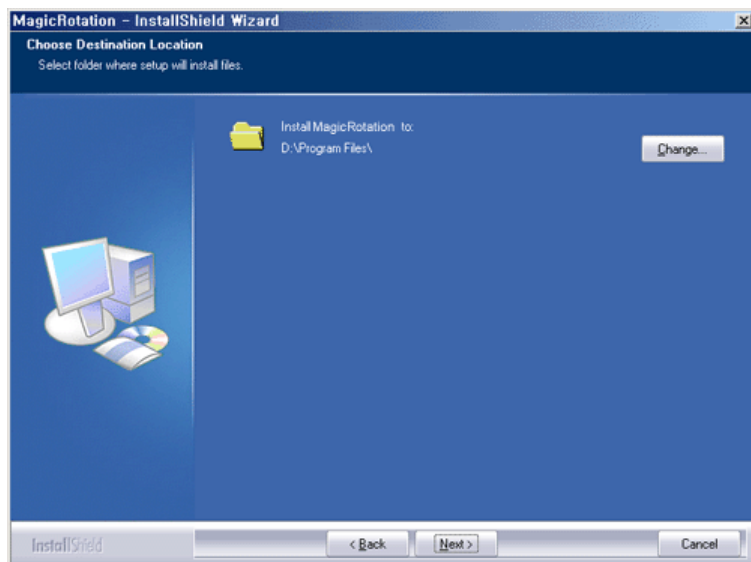 MagicRotation - InstallShield Wizard
Choose Destination Location
Select folder where setup will install files.
Install MagicRotation to:
D:\Program Files\
Change...
InstallShield
< Back
Next >
Cancel